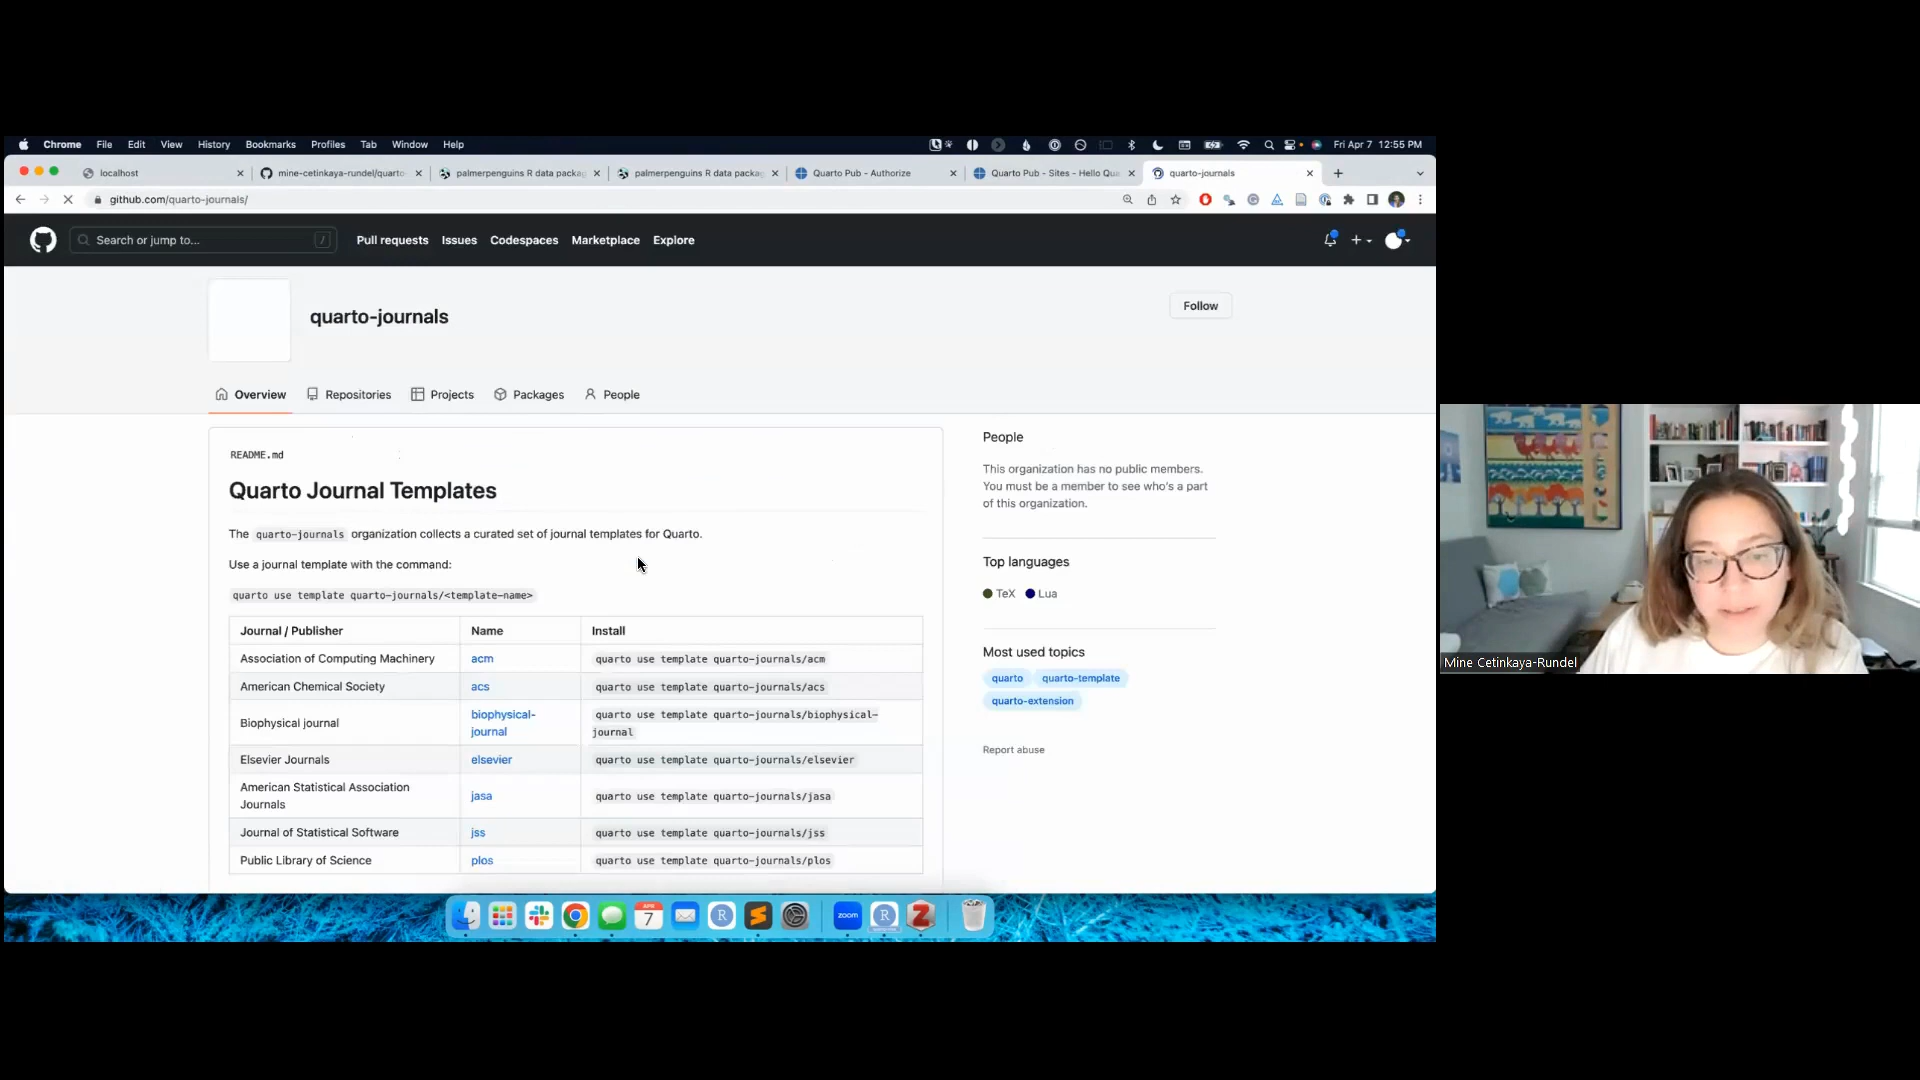 Chrome File Edit View History Bookmarks Profiles Tab Window Help Fri Apr 7 12:55 PM
localhost mine-cetinkaya-rundel/quarto- palmerpenguins R data packag palmerpenguins R data packag Quarto Pub - Authorize Quarto Pub - Sites - Hello Qua quarto-journals
github.com/quarto-journals/
Search or jump to... / Pull requests Issues Codespaces Marketplace Explore
quarto-journals
Follow
Overview Repositories Projects Packages People
README.md
Quarto Journal Templates
The quarto-journals organization collects a curated set of journal templates for Quarto.
Use a journal template with the command:
quarto use template quarto-journals/<template-name>
Journal / Publisher Name Install
Association of Computing Machinery acm quarto use template quarto-journals/acm
American Chemical Society acs quarto use template quarto-journals/acs
Biophysical journal biophysical- quarto use template quarto-journals/biophysical-
journal journal
Elsevier Journals elsevier quarto use template quarto-journals/elsevier
American Statistical Association
Journals jasa quarto use template quarto-journals/jasa
Journal of Statistical Software jss quarto use template quarto-journals/jss
Public Library of Science plos quarto use template quarto-journals/plos
People
This organization has no public members.
You must be a member to see who's a part
of this organization.
Top languages
TeX Lua
Most used topics
quarto quarto-template
quarto-extension
Report abuse
APR
7
R
zoom
R
Z
Mine Cetinkaya-Rundel